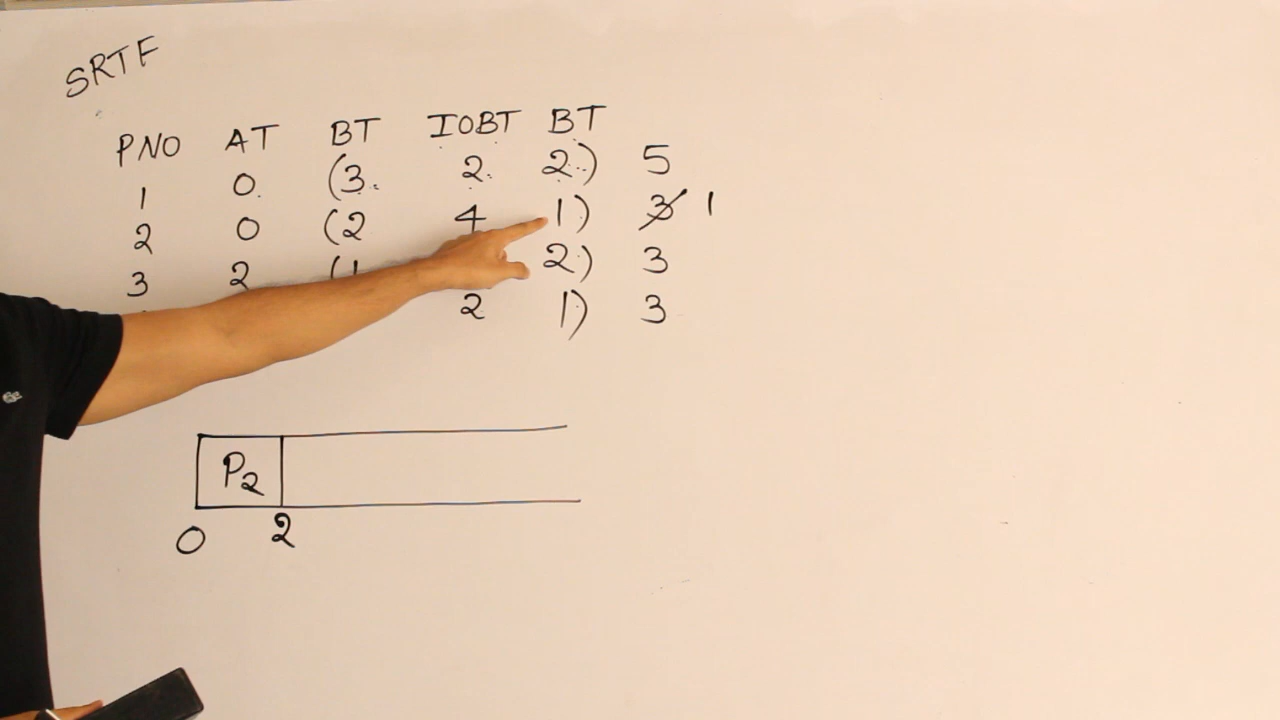 SRTF
PNO AT BT IOBT BT
1 0 (3 2 2) 5
2 0 (2 4 1) 3 1
3 2 (1 2) 3
2 1) 3
P2
0 2